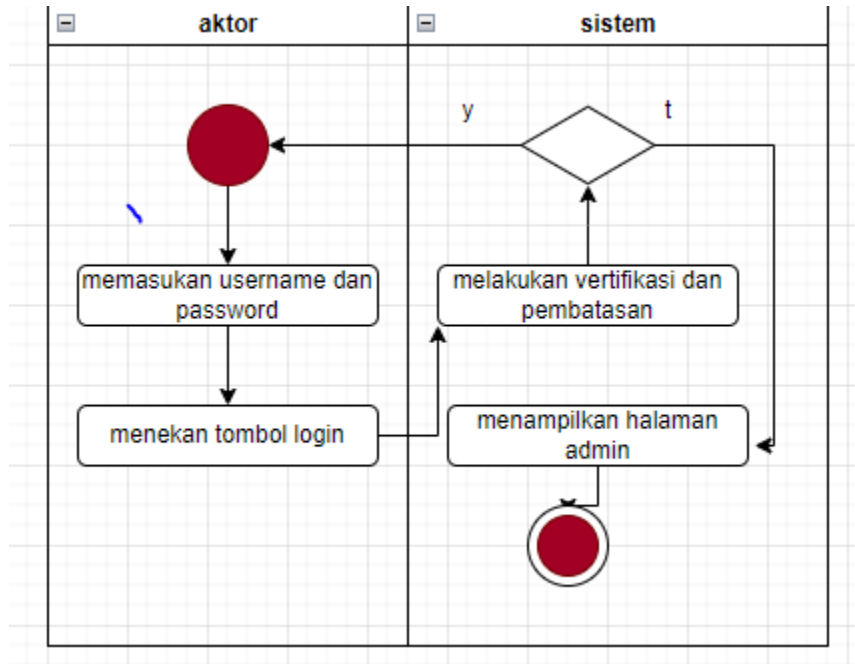 aktor
sistem
y
t
memasukan username dan
password
melakukan vertifikasi dan
pembatasan
menekan tombol login
menampilkan halaman
admin